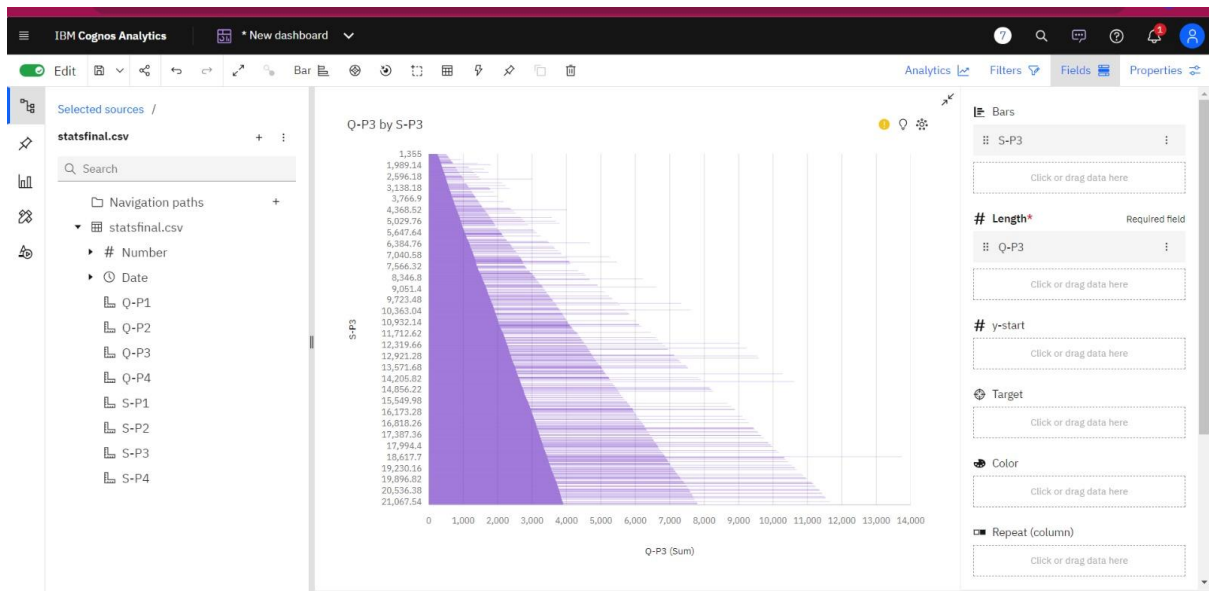 IBM Cognos Analytics
* New dashboard
7
1
Edit
Bar
Analytics
Filters
Fields
Properties
Selected sources /
statsfinal.csv
+
Search
Navigation paths
+
statsfinal.csv
# Number
Date
Q-P1
Q-P2
Q-P3
Q-P4
S-P1
S-P2
S-P3
S-P4
Q-P3 by S-P3
S-P3
1,355
1,989.14
2,596.18
3,138.18
3,766.9
4,368.52
5,029.76
5,647.64
6,384.76
7,040.58
7,566.32
8,346.8
9,051.4
9,723.48
10,363.04
10,932.14
11,712.62
12,319.66
12,921.28
13,571.68
14,205.82
14,856.22
15,549.98
16,173.28
16,818.26
17,387.36
17,994.4
18,617.7
19,230.16
19,896.82
20,536.38
21,067.54
0 1,000 2,000 3,000 4,000 5,000 6,000 7,000 8,000 9,000 10,000 11,000 12,000 13,000 14,000
Q-P3 (Sum)
Bars
S-P3
Click or drag data here
# Length* Required field
Q-P3
Click or drag data here
# y-start
Click or drag data here
Target
Click or drag data here
Color
Click or drag data here
Repeat (column)
Click or drag data here